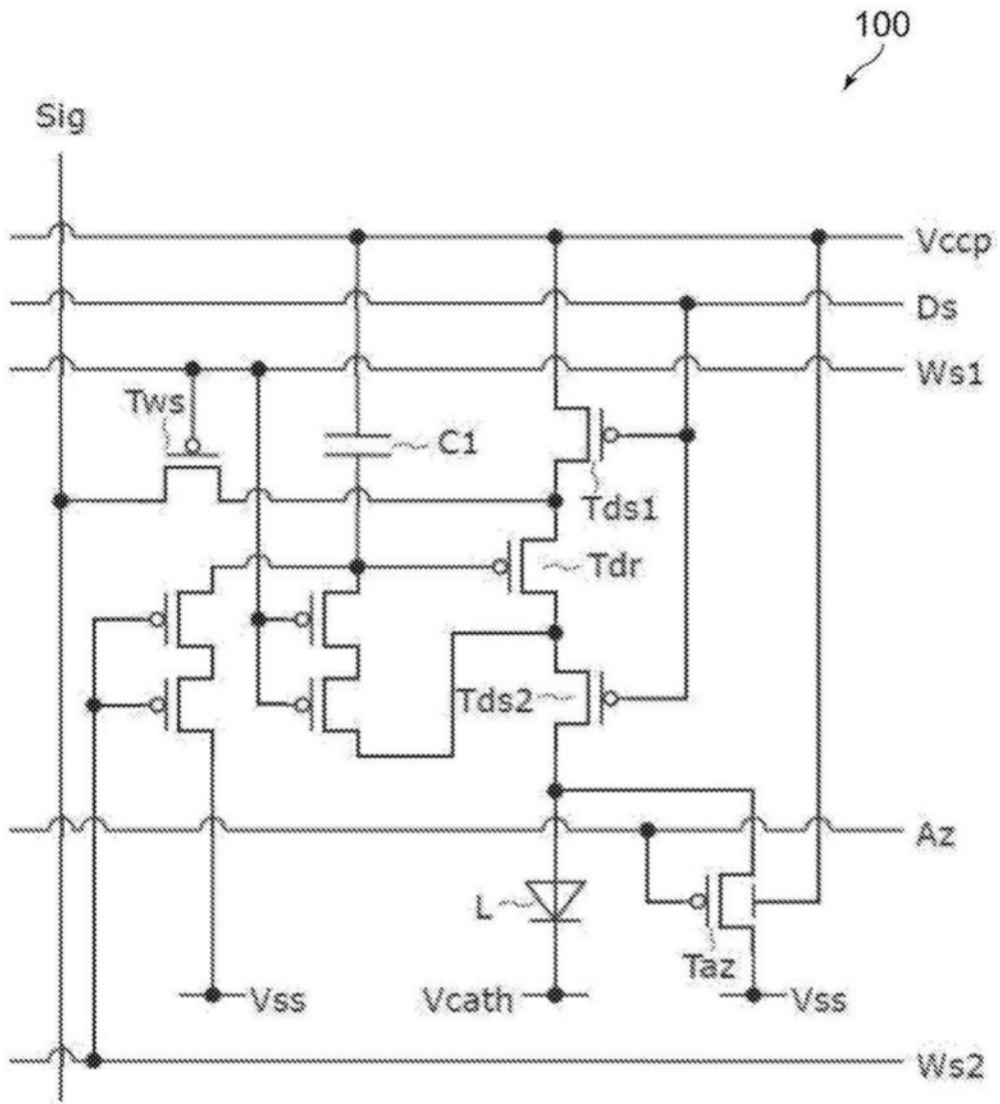 100
Sig
Vccp
Ds
Ws1
Tws
C1
Tds1
Tdr
Tds2
Az
L
Taz
Vss
Vcath
Vss
Ws2